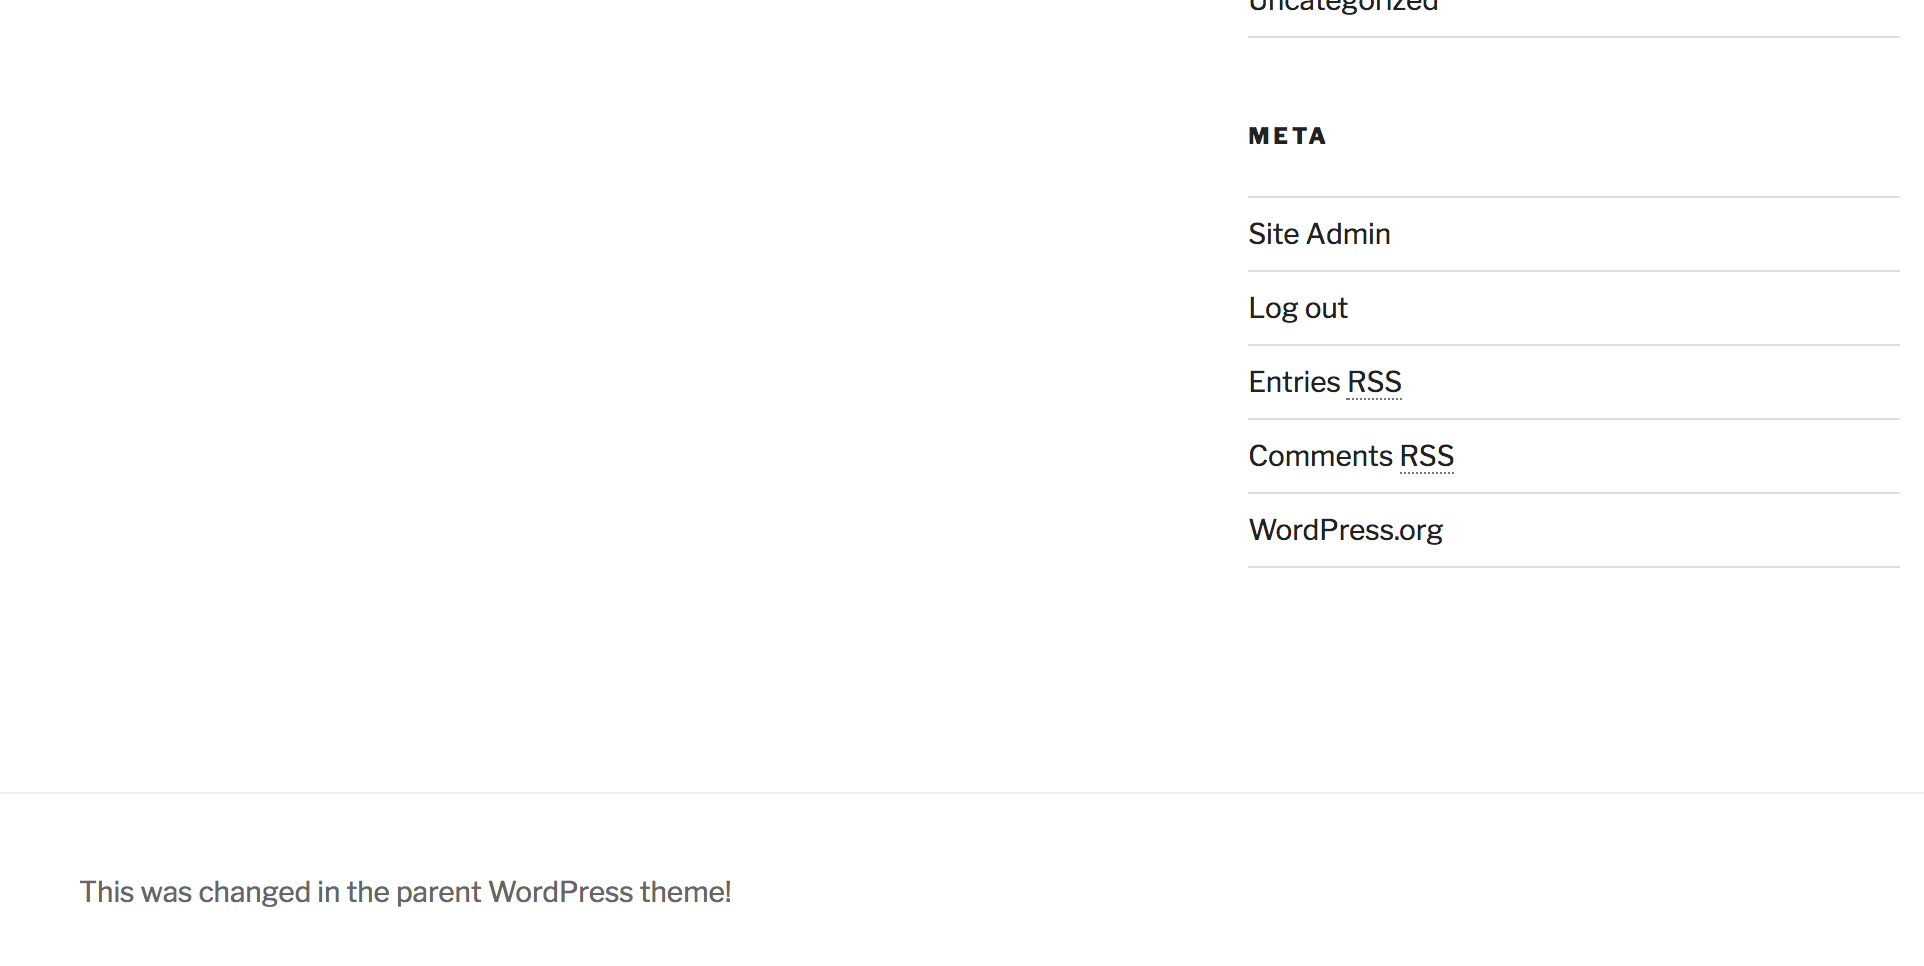 Uncategorized
META
Site Admin
Log out
Entries RSS
Comments RSS
WordPress.org
This was changed in the parent WordPress theme!